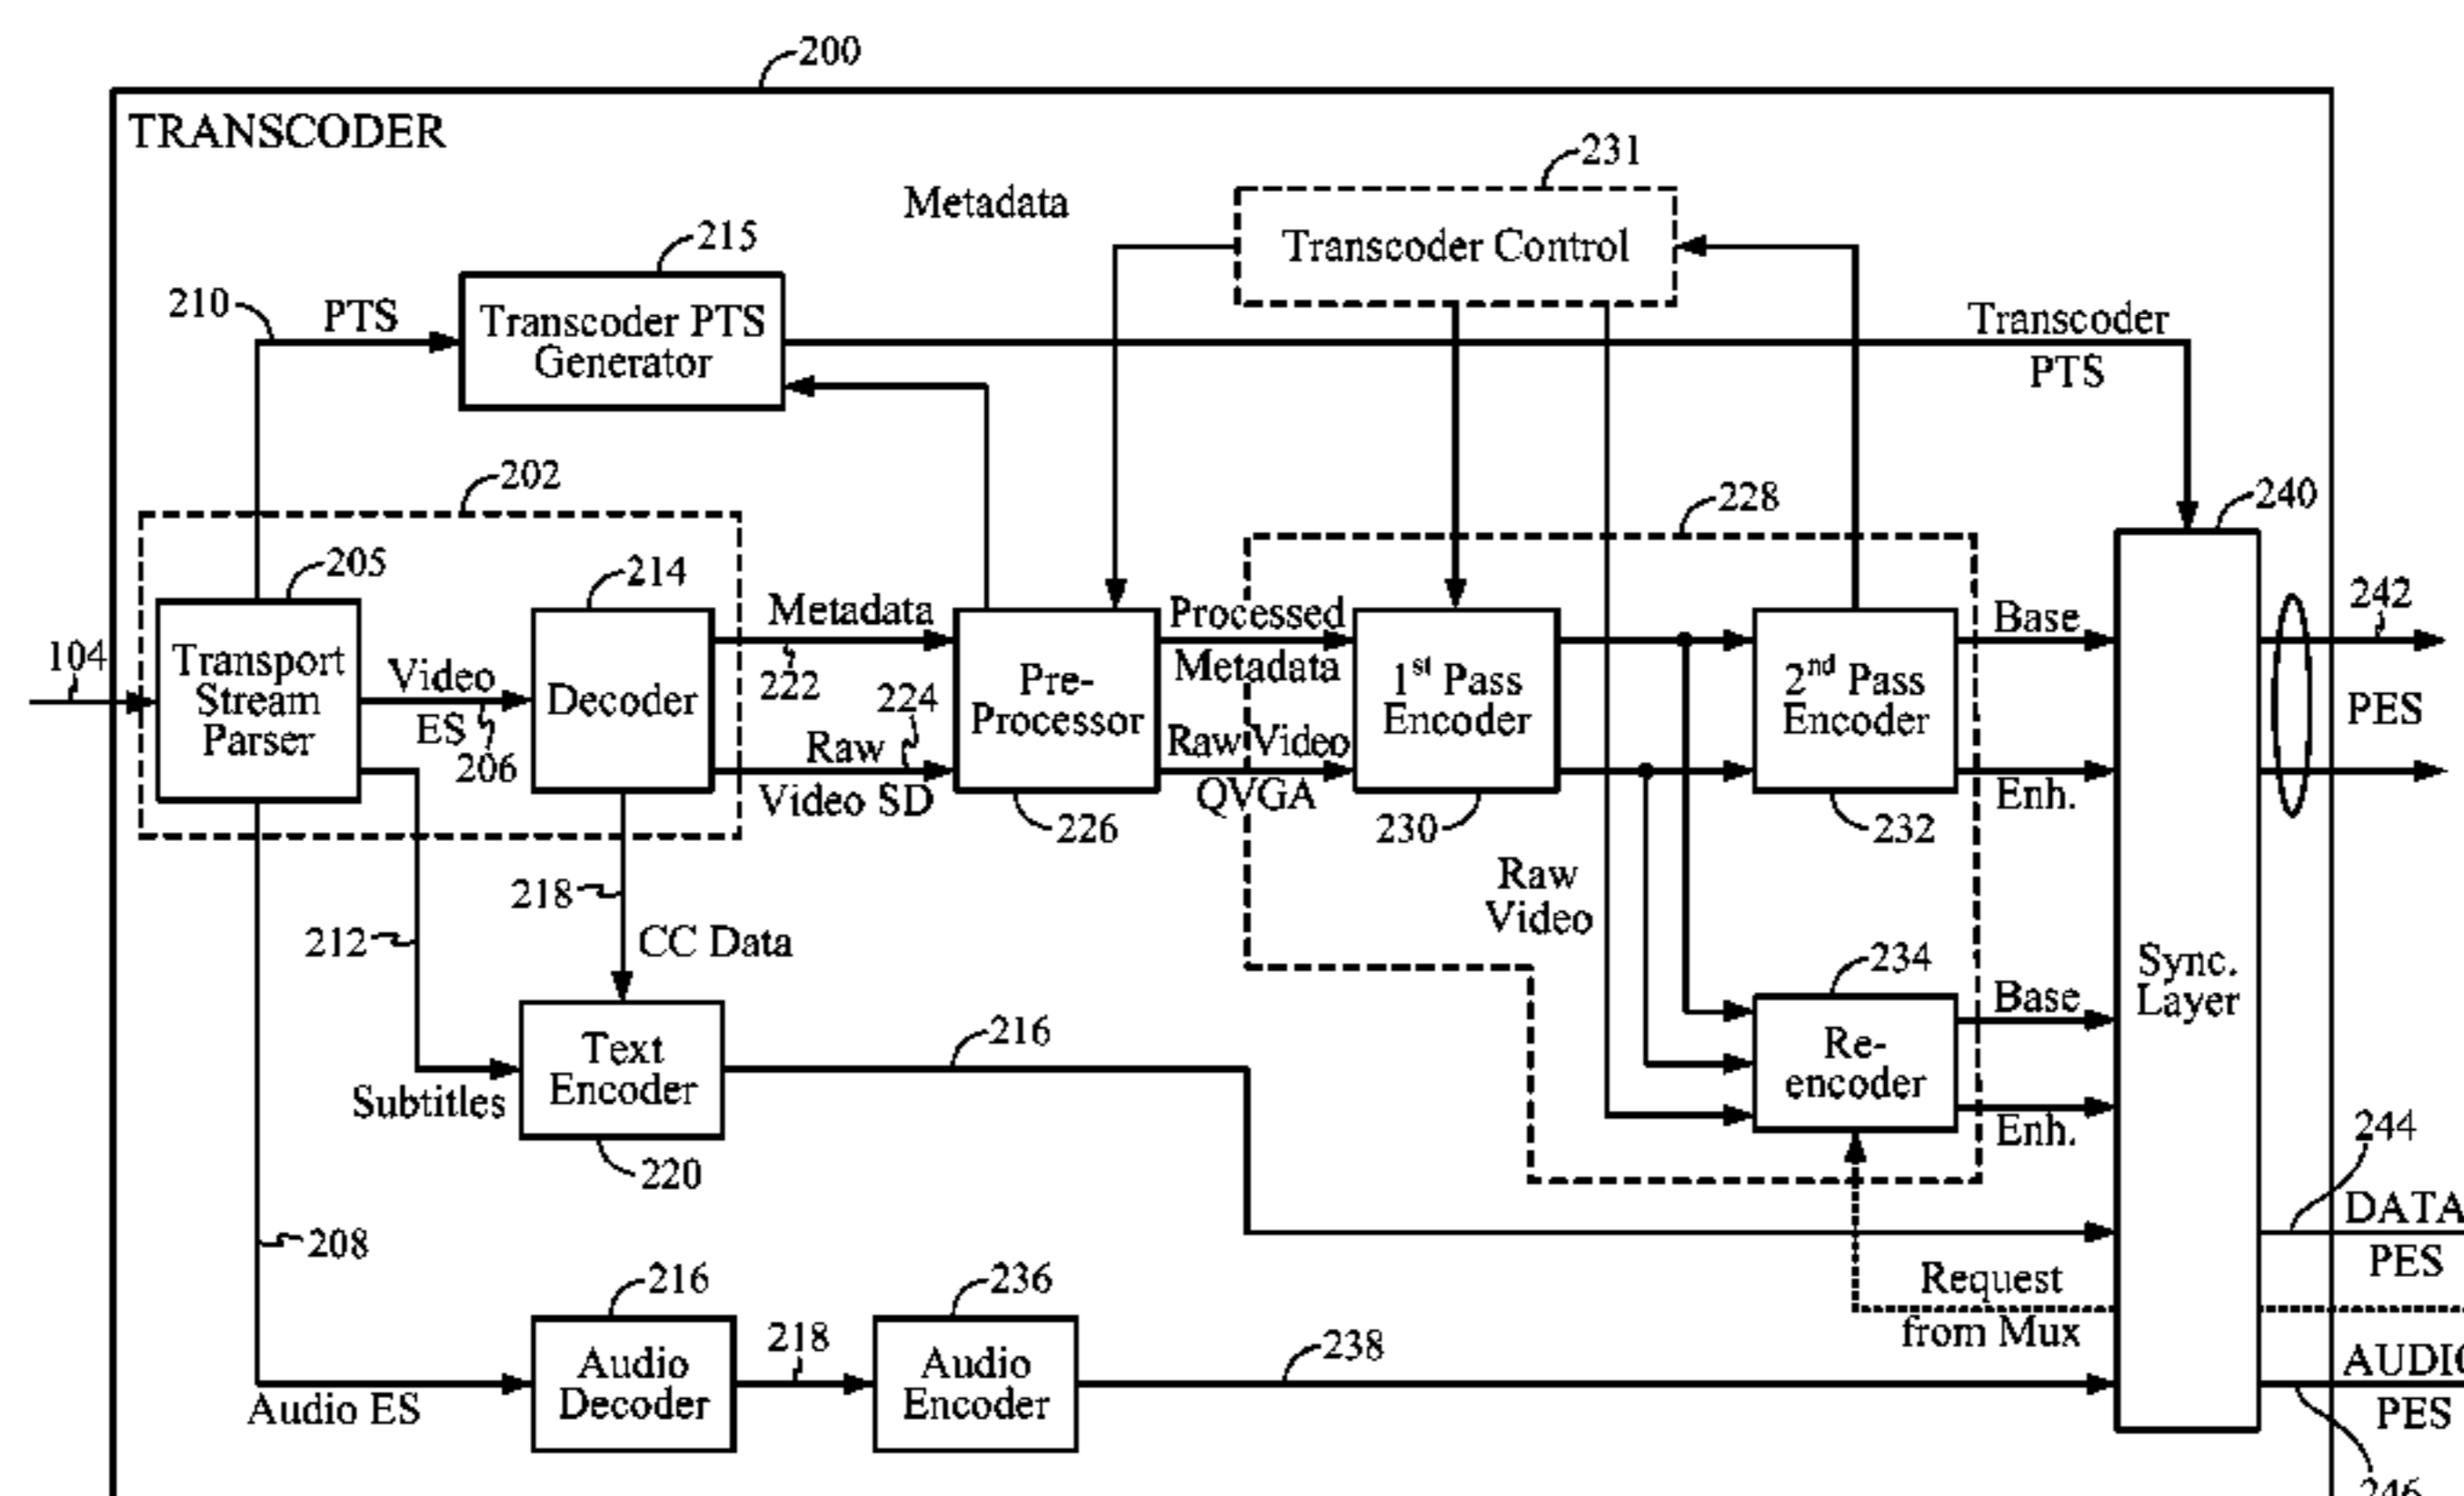 200
TRANSCODER
231
Metadata
215
Transcoder Control
210
PTS
Transcoder PTS
Generator
Transcoder
PTS
202
228
240
205
214
242
104
Transport
Stream
Parser
Video
ES
206
Decoder
Metadata
222
224
Raw
Video SD
Pre-
Processor
Processed
Metadata
Raw Video
QVGA
1st Pass
Encoder
2nd Pass
Encoder
Base
Enh.
PES
226
230
232
218
212
CC Data
Raw
Video
234
Sync.
Layer
Text
Encoder
216
Re-
encoder
Base
Enh.
Subtitles
220
244
208
DATA
PES
216
218
236
238
Request
from Mux
Audio ES
Audio
Decoder
Audio
Encoder
AUDIO
PES
246